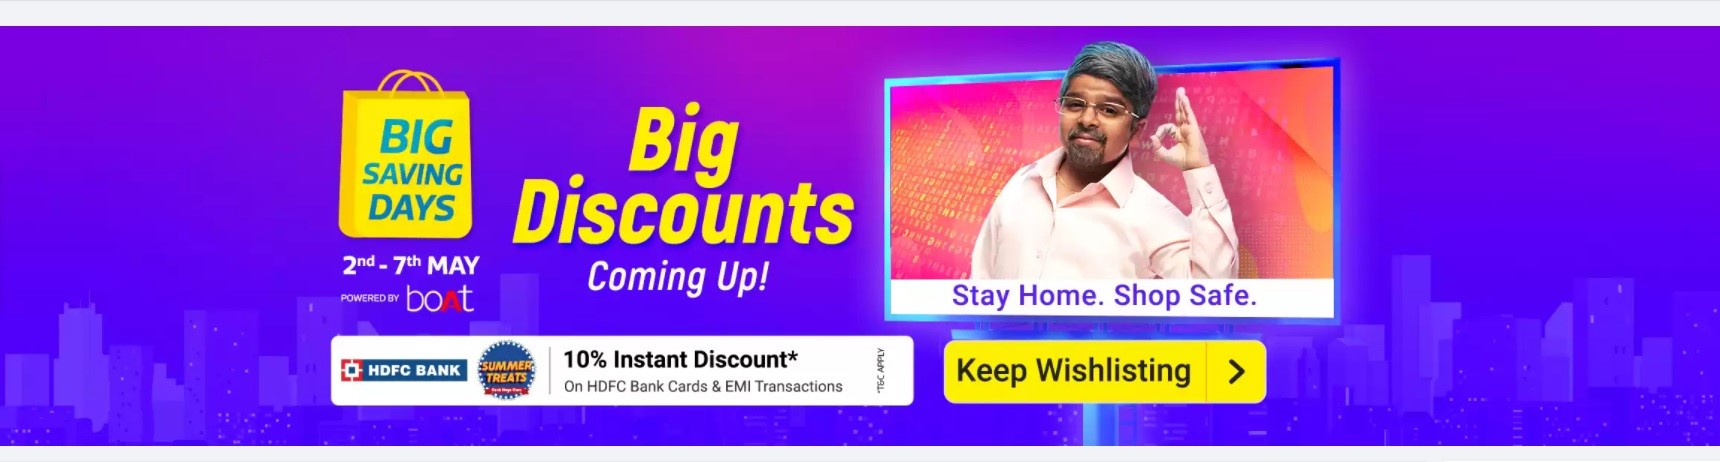 BIG
SAVING
DAYS
2nd - 7th MAY
POWERED BY boAt
Big
Discounts
Coming Up!
Stay Home. Shop Safe.
HDFC BANK
SUMMER
TREATS
10% Instant Discount*
On HDFC Bank Cards & EMI Transactions
*T&C APPLY
Keep Wishlisting